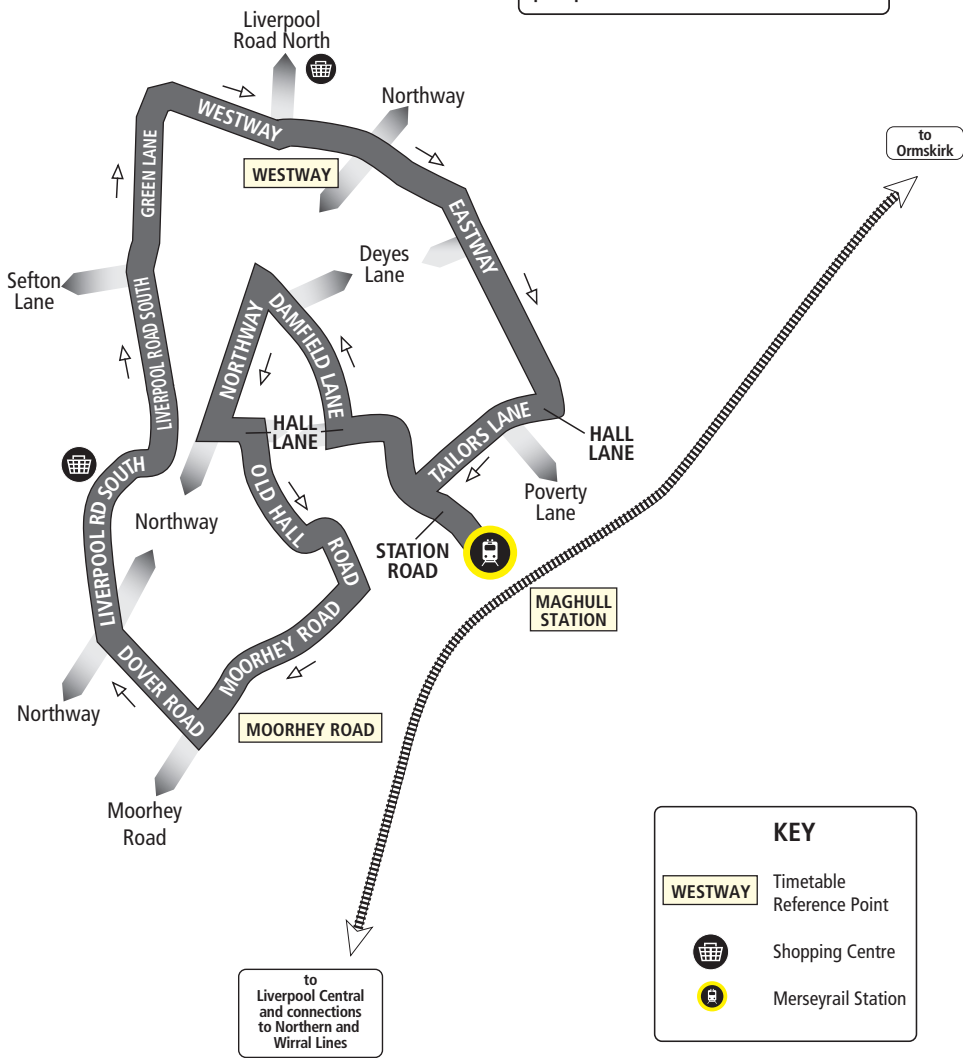 Liverpool
Road North
Northway
to
Ormskirk
WESTWAY
WESTWAY
GREEN LANE
EASTWAY
Deyes
Lane
Sefton
Lane
LIVERPOOL ROAD SOUTH
NORTHWAY
DAMFIELD LANE
HALL
LANE
TAILORS LANE
HALL
LANE
LIVERPOOL RD SOUTH
OLD HALL
ROAD
Northway
Poverty
Lane
STATION
ROAD
MAGHULL
STATION
MOORHEY ROAD
DOVER ROAD
Northway
MOORHEY ROAD
Moorhey
Road
KEY
WESTWAY
Timetable
Reference Point
Shopping Centre
Merseyrail Station
to
Liverpool Central
and connections
to Northern and
Wirral Lines